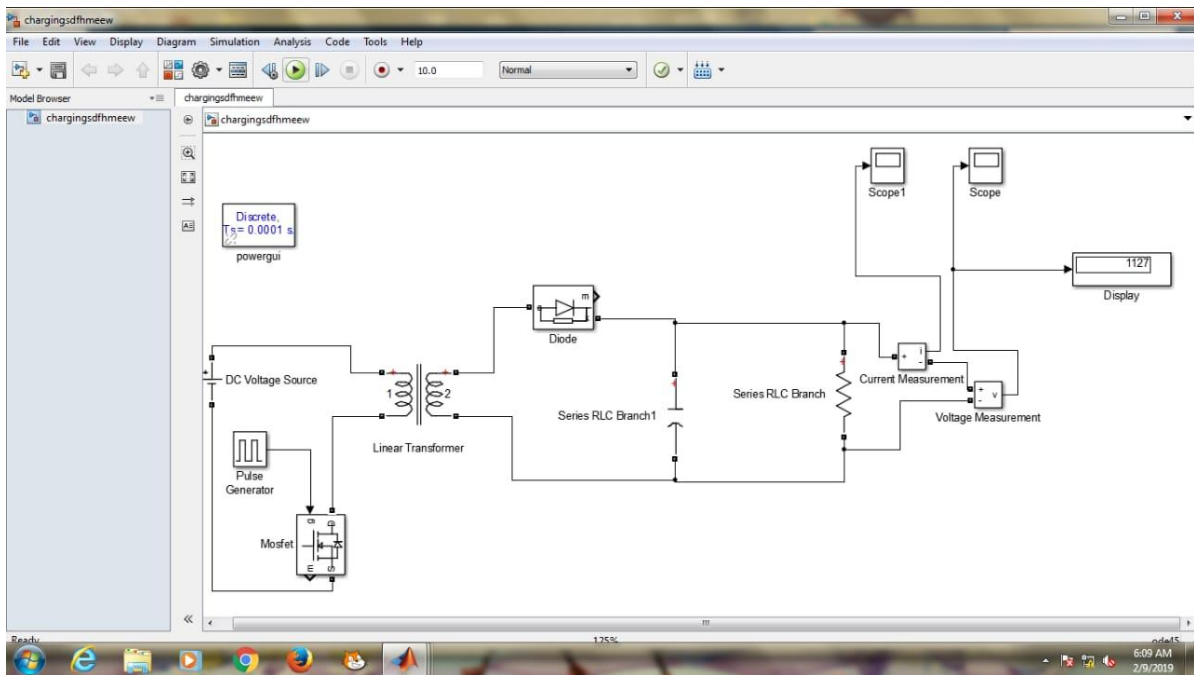 chargingsdfhmeew
File Edit View Display Diagram Simulation Analysis Code Tools Help
10.0 Normal
Model Browser
chargingsdfhmeew
chargingsdfhmeew
chargingsdfhmeew
Scope1
Scope
Discrete,
Ts= 0.0001 s.
powergui
1127
Display
m
a
k
Diode
+
DC Voltage Source
+ +
1 2
Linear Transformer
+
Series RLC Branch1
+
Series RLC Branch
+ i
-
Current Measurement
+
- v
Voltage Measurement
Pulse
Generator
g D
Mosfet
m S
Ready 125% ode45
6:09 AM
2/9/2019